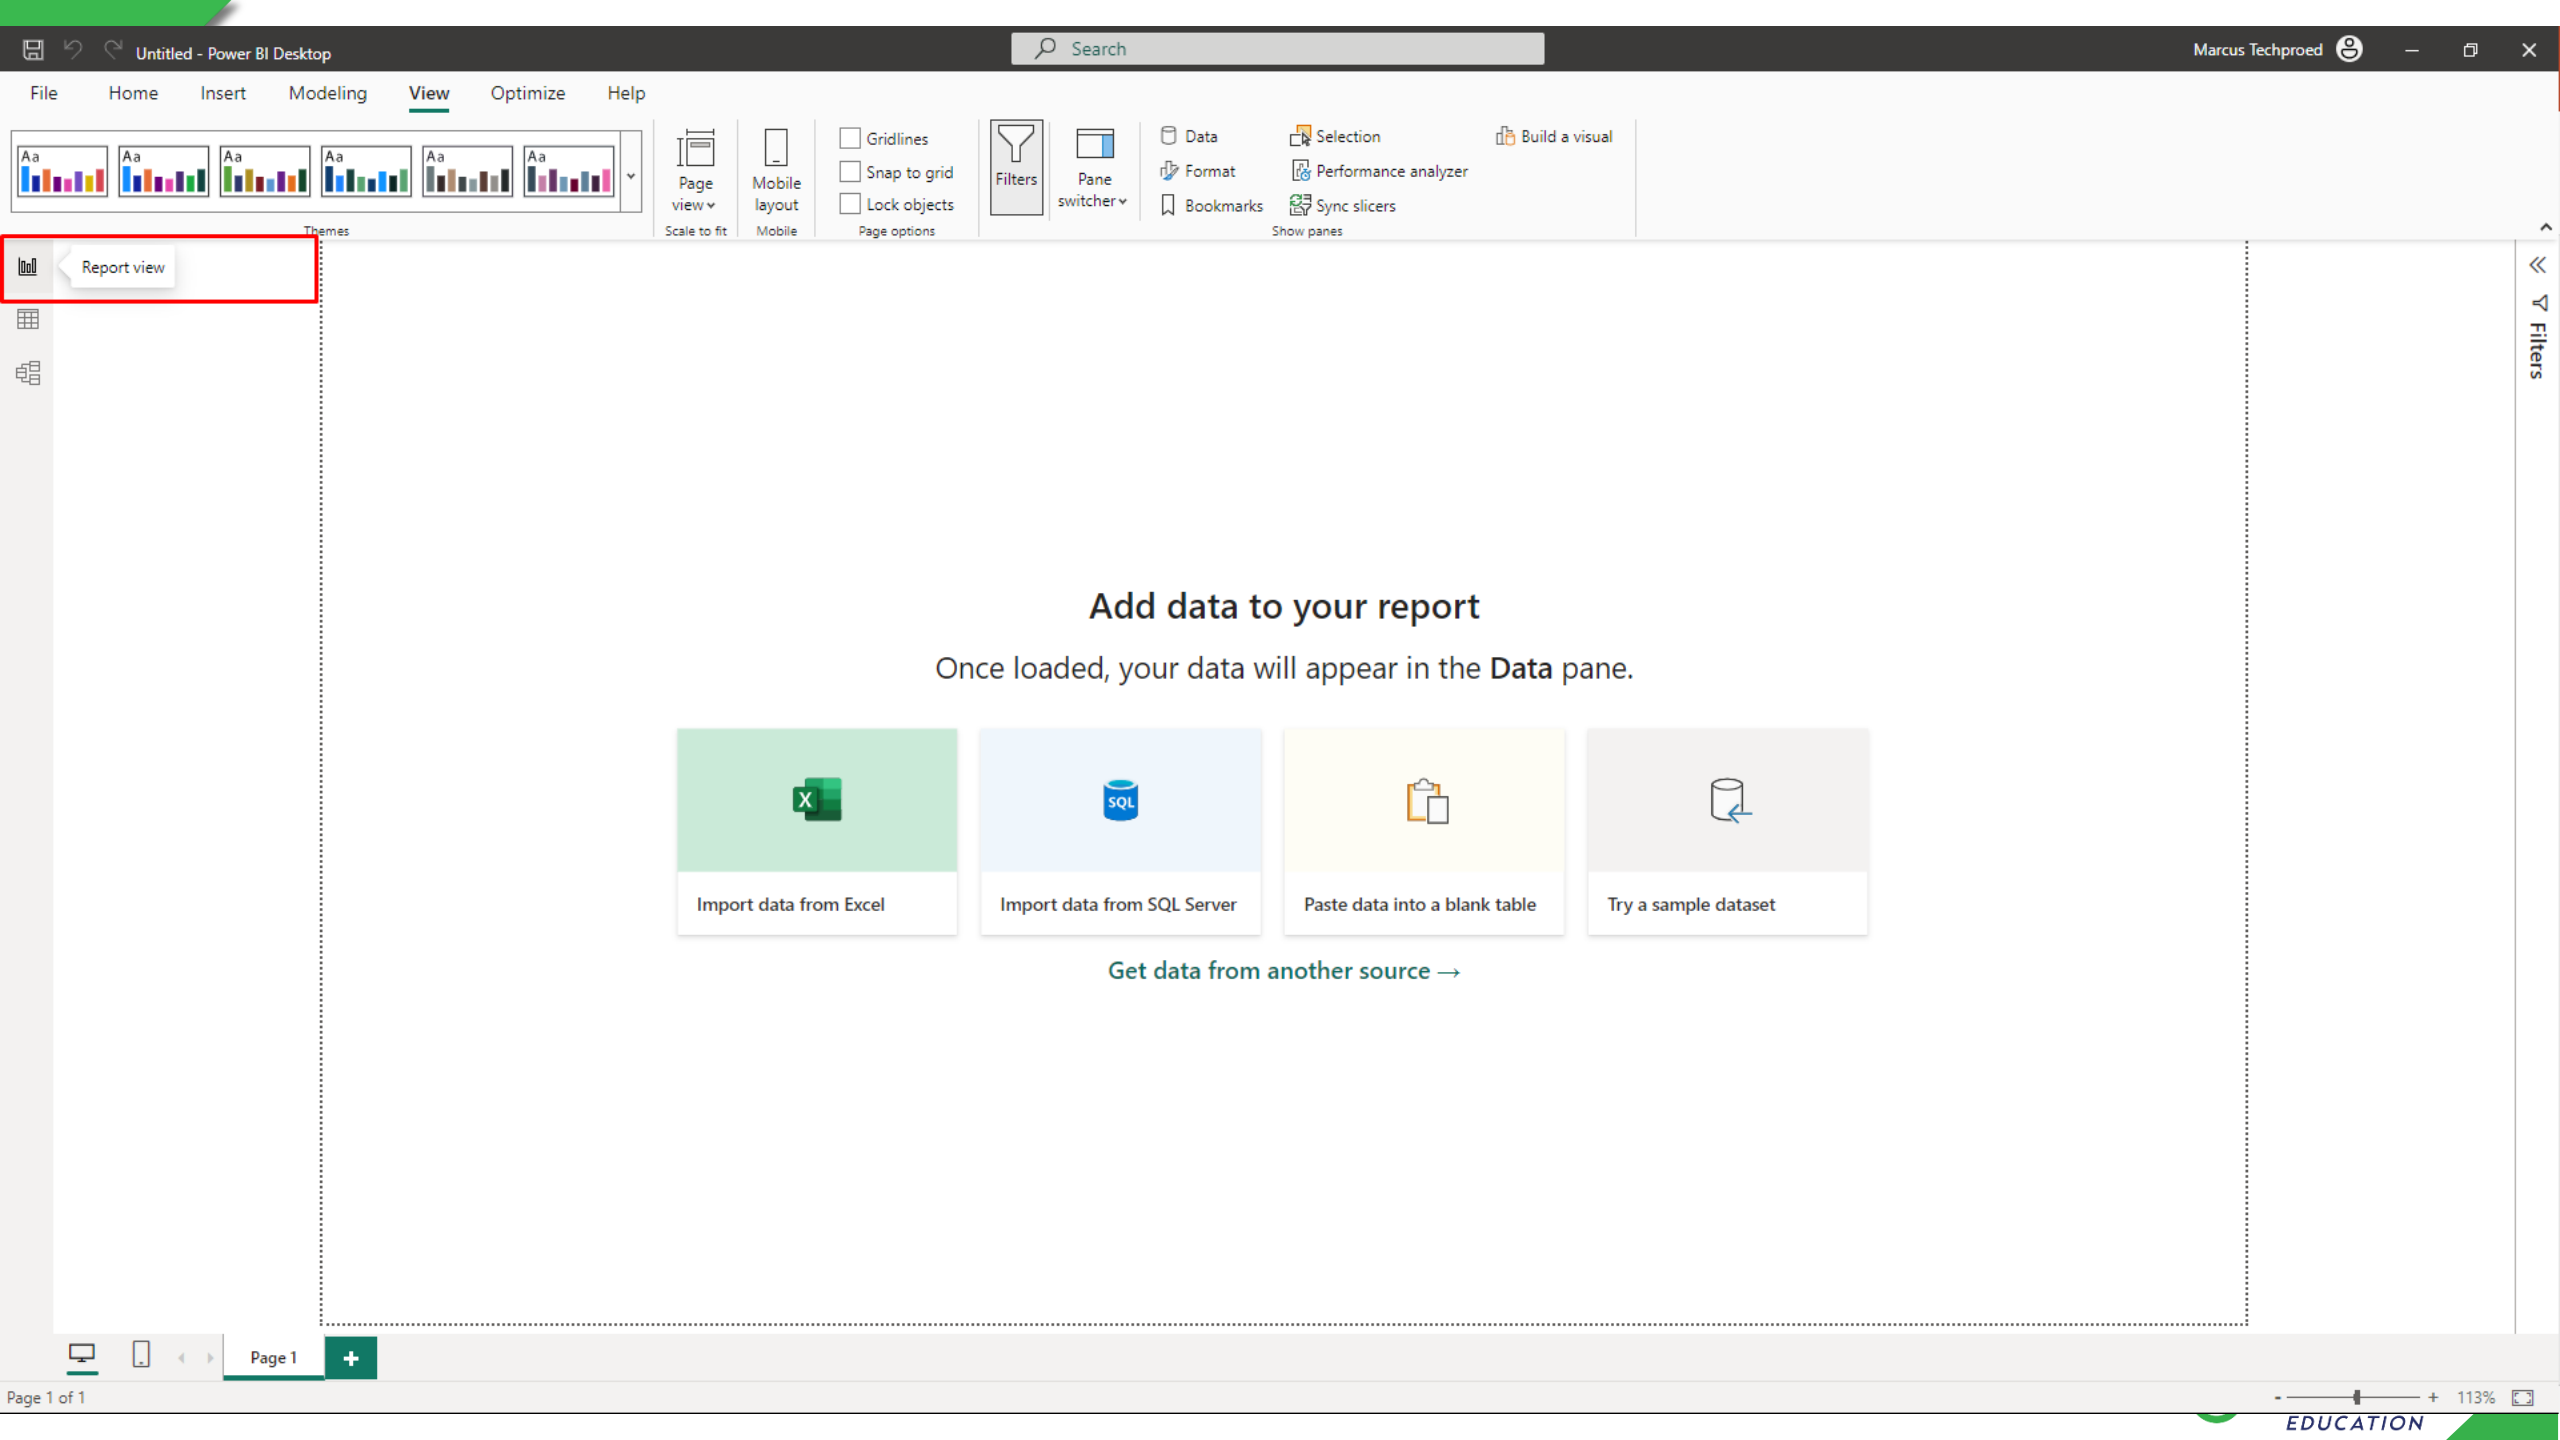 Untitled - Power BI Desktop
Search
Marcus Techproed
File
Home
Insert
Modeling
View
Optimize
Help
Aa
Aa
Aa
Aa
Aa
Aa
Themes
Page
view
Scale to fit
Mobile
layout
Mobile
Gridlines
Snap to grid
Lock objects
Page options
Filters
Pane
switcher
Data
Format
Bookmarks
Selection
Performance analyzer
Sync slicers
Build a visual
Show panes
Report view
Filters
Add data to your report
Once loaded, your data will appear in the Data pane.
X
SQL
Import data from Excel
Import data from SQL Server
Paste data into a blank table
Try a sample dataset
Get data from another source →
Page 1
+
Page 1 of 1
- + 113%
EDUCATION